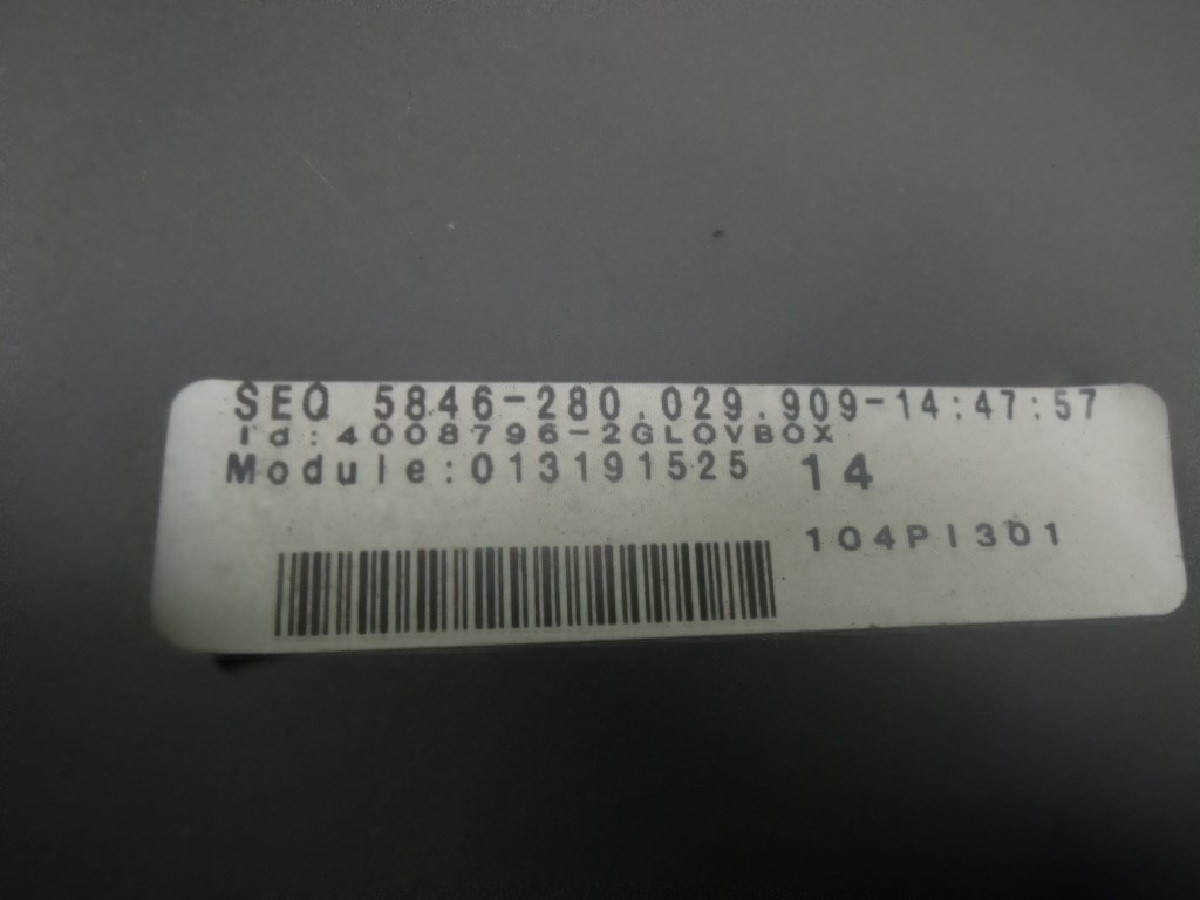 SEQ 5846-280.029.909-14:47:57
Id:4008796-2GLOVBOX
Module:013191525 14
104PI301